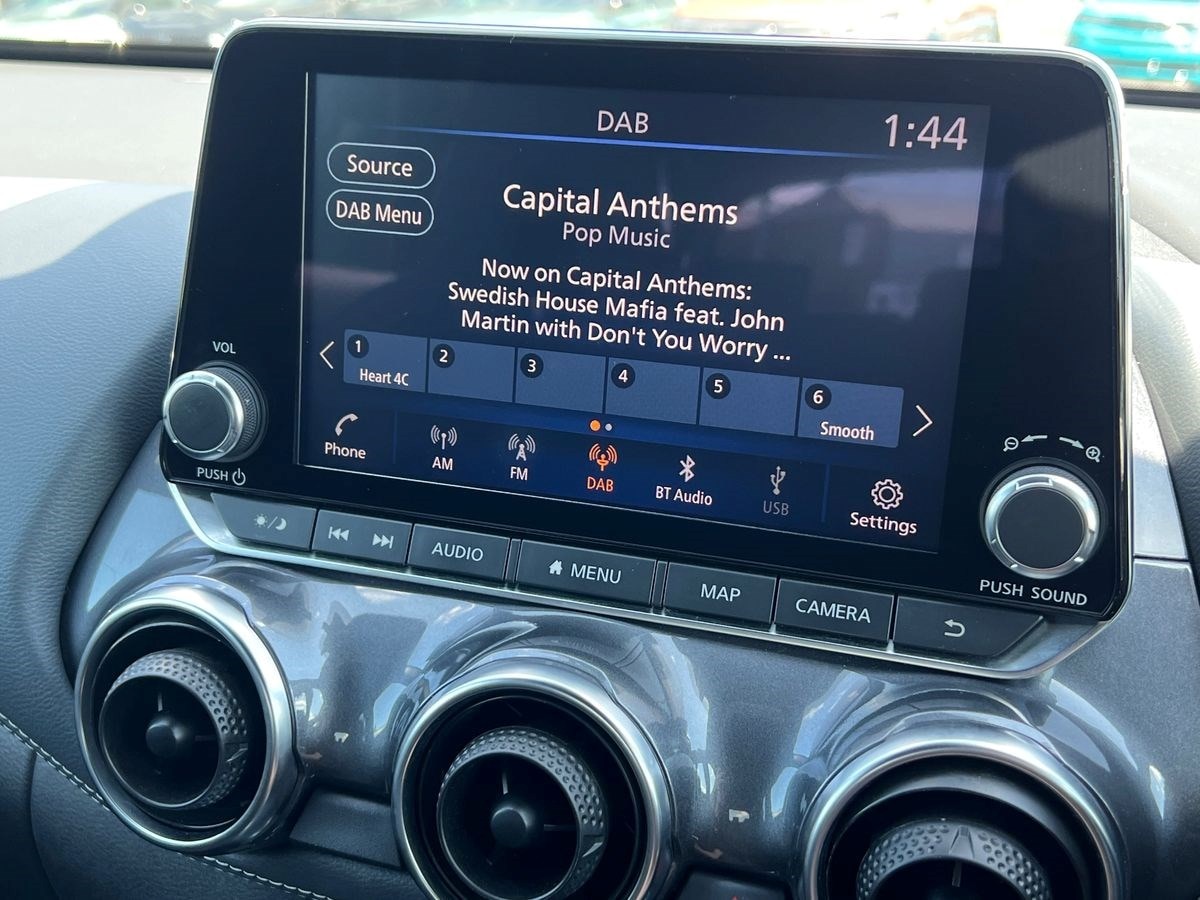 DAB
1:44
Source
DAB Menu
Capital Anthems
Pop Music
Now on Capital Anthems:
Swedish House Mafia feat. John
Martin with Don't You Worry ...
1 2 3 4 5 6
Heart 4C Smooth
Phone AM FM DAB BT Audio USB Settings
VOL
PUSH
PUSH SOUND
AUDIO MENU MAP CAMERA